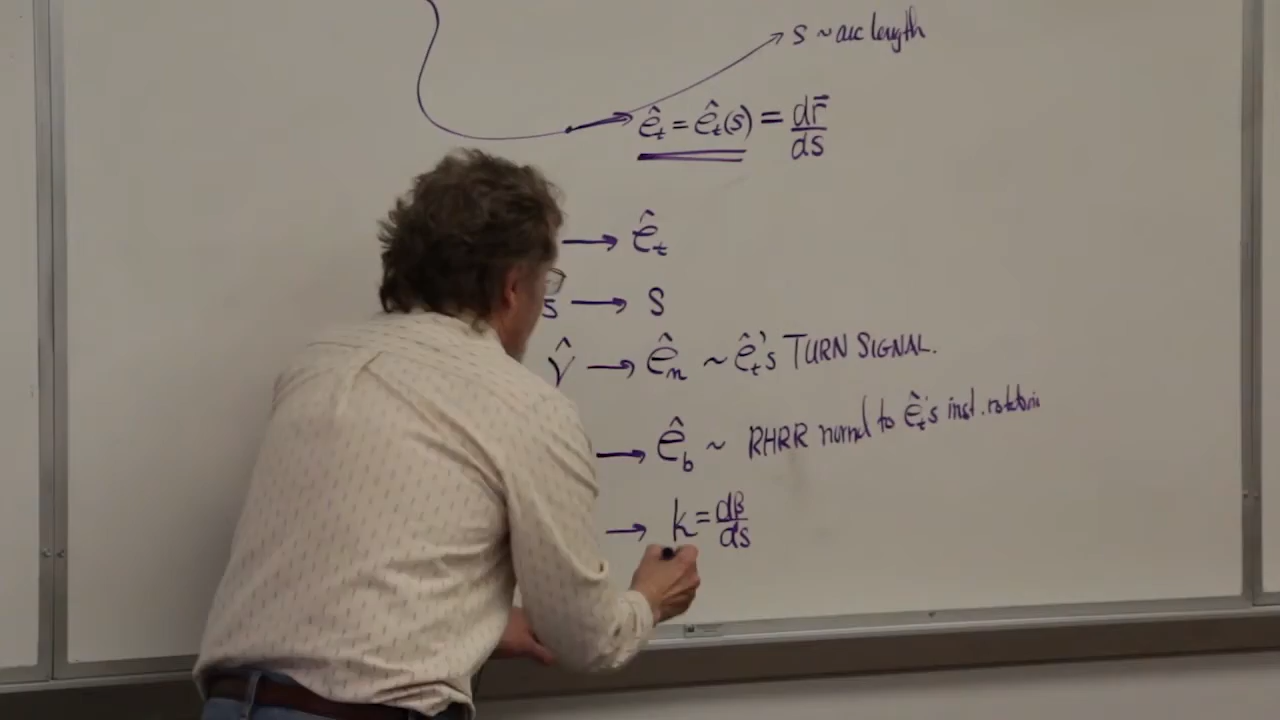 s ~ arc length
ê_t = ê_t(s) = dr⃗/ds
→ ê_t
s → s
γ̂ → ê_n ~ ê_t's TURN SIGNAL.
→ ê_b ~ RHRR normal to ê_t's inst. rotation
→ k = dβ/ds